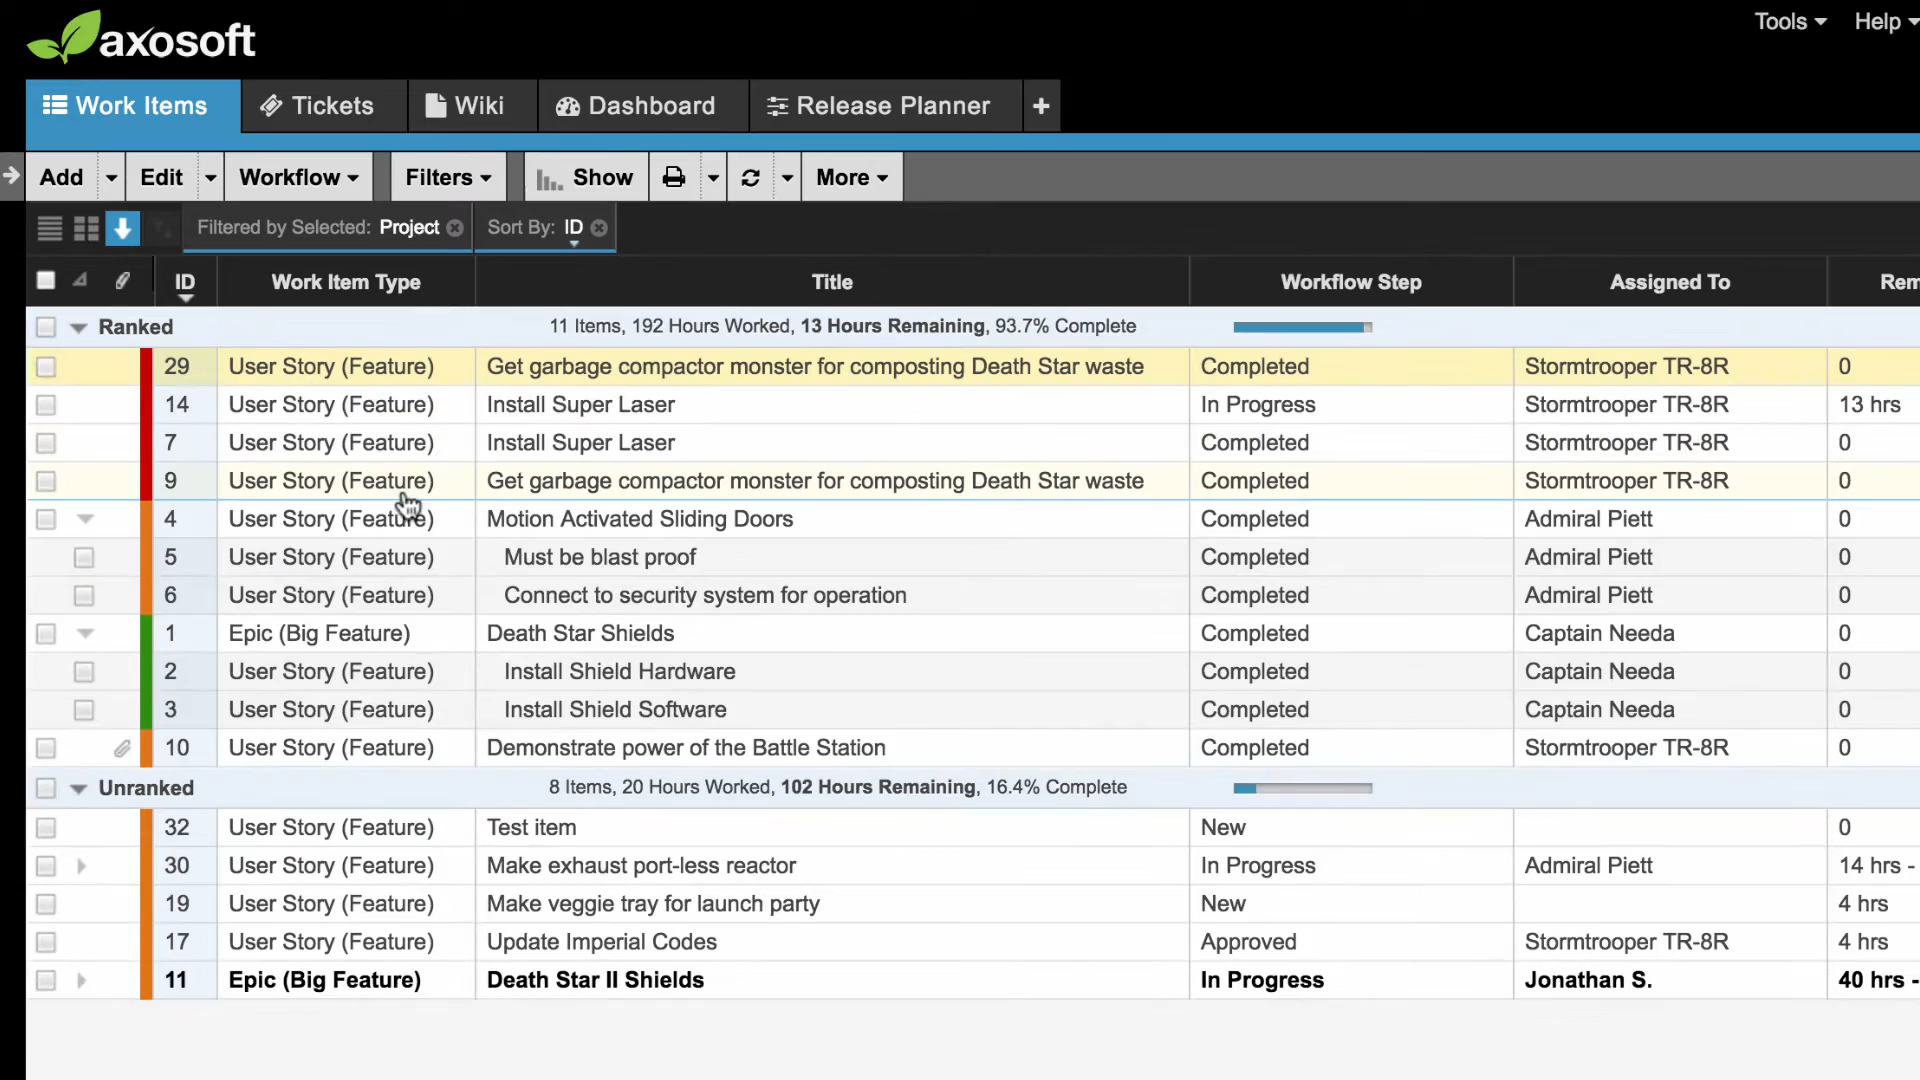 axosoft
Tools Help
Work Items Tickets Wiki Dashboard Release Planner +
Add Edit Workflow Filters Show More
Filtered by Selected: Project Sort By: ID
ID Work Item Type Title Workflow Step Assigned To Rem
Ranked 11 Items, 192 Hours Worked, 13 Hours Remaining, 93.7% Complete
29 User Story (Feature) Get garbage compactor monster for composting Death Star waste Completed Stormtrooper TR-8R 0
14 User Story (Feature) Install Super Laser In Progress Stormtrooper TR-8R 13 hrs
7 User Story (Feature) Install Super Laser Completed Stormtrooper TR-8R 0
9 User Story (Feature) Get garbage compactor monster for composting Death Star waste Completed Stormtrooper TR-8R 0
4 User Story (Feature) Motion Activated Sliding Doors Completed Admiral Piett 0
5 User Story (Feature) Must be blast proof Completed Admiral Piett 0
6 User Story (Feature) Connect to security system for operation Completed Admiral Piett 0
1 Epic (Big Feature) Death Star Shields Completed Captain Needa 0
2 User Story (Feature) Install Shield Hardware Completed Captain Needa 0
3 User Story (Feature) Install Shield Software Completed Captain Needa 0
10 User Story (Feature) Demonstrate power of the Battle Station Completed Stormtrooper TR-8R 0
Unranked 8 Items, 20 Hours Worked, 102 Hours Remaining, 16.4% Complete
32 User Story (Feature) Test item New 0
30 User Story (Feature) Make exhaust port-less reactor In Progress Admiral Piett 14 hrs -
19 User Story (Feature) Make veggie tray for launch party New 4 hrs
17 User Story (Feature) Update Imperial Codes Approved Stormtrooper TR-8R 4 hrs
11 Epic (Big Feature) Death Star II Shields In Progress Jonathan S. 40 hrs -